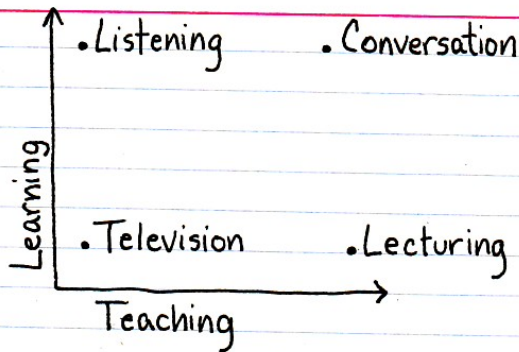 Listening
Conversation
Learning
Television
Lecturing
Teaching